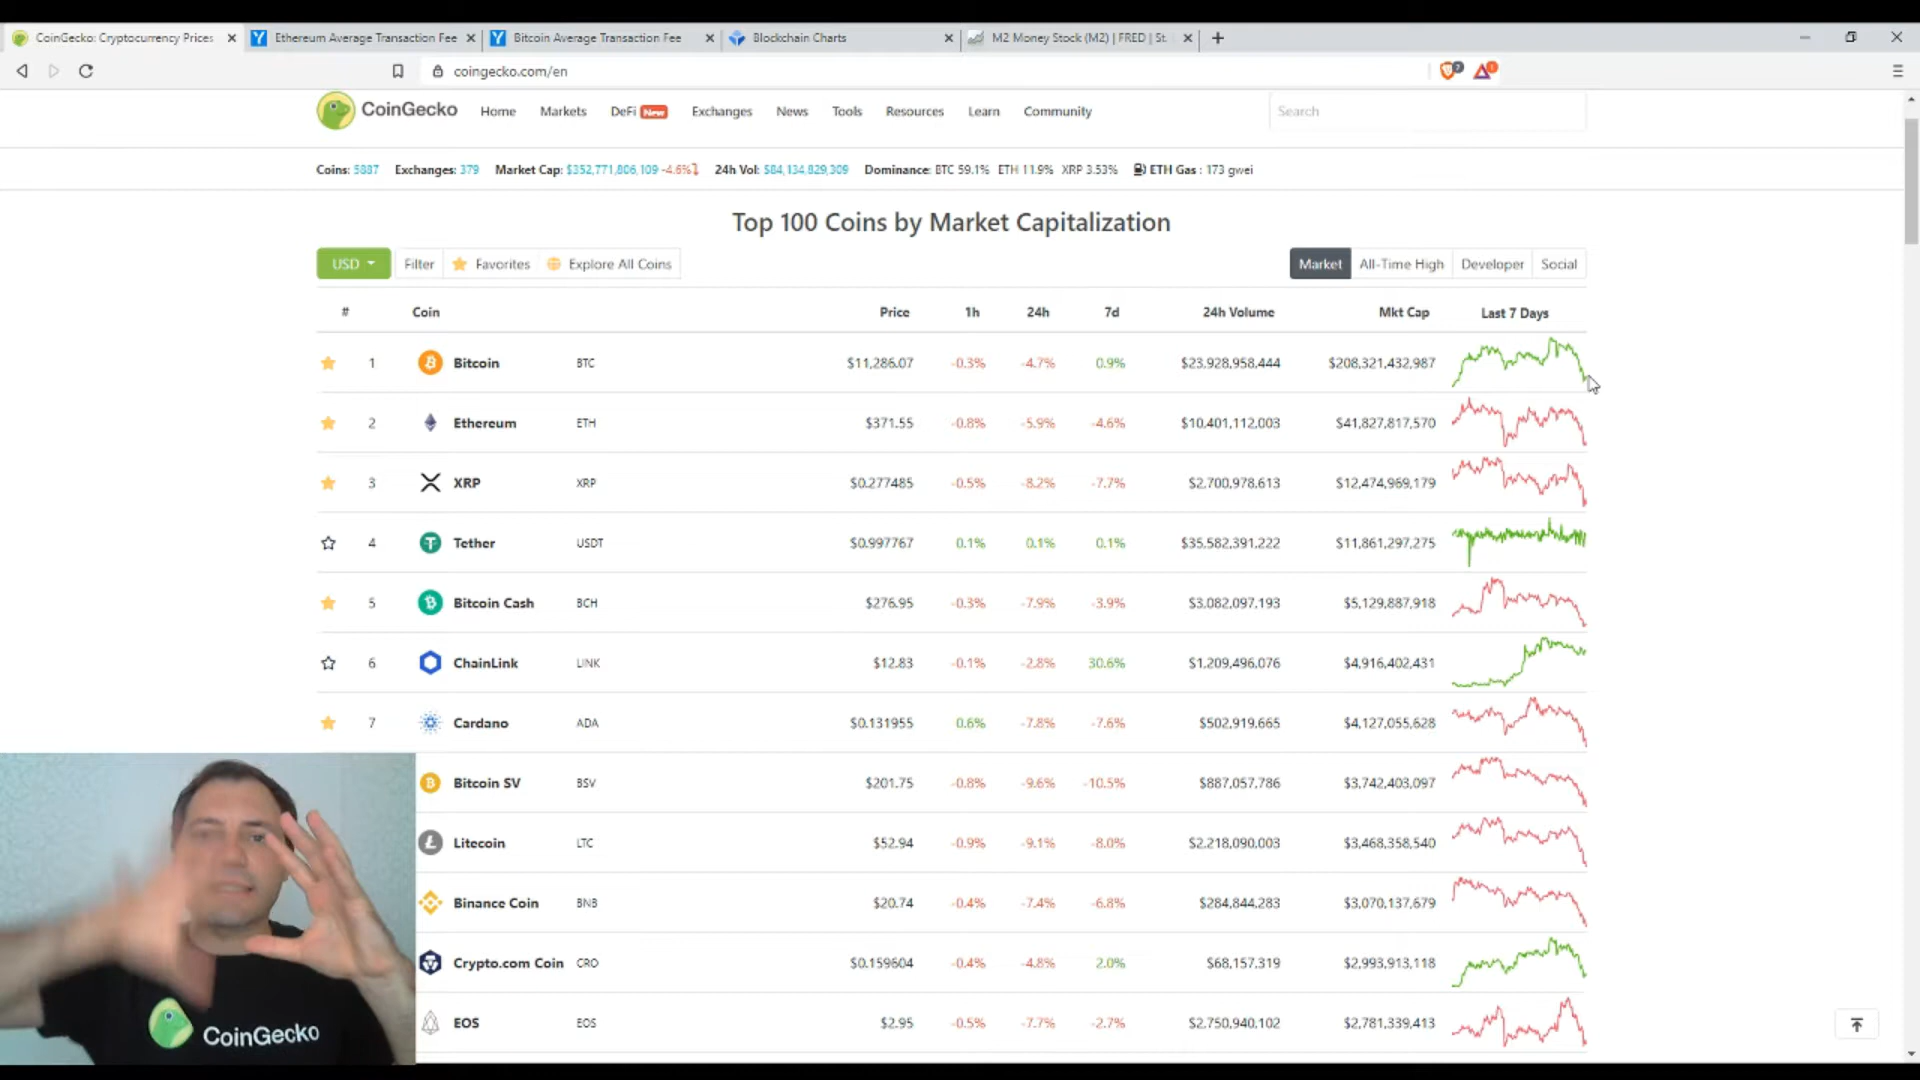 CoinGecko: Cryptocurrency Prices
Ethereum Average Transaction Fee
Bitcoin Average Transaction Fee
Blockchain Charts
M2 Money Stock (M2) | FRED | St.
coingecko.com/en
CoinGecko Home Markets DeFi New Exchanges News Tools Resources Learn Community Search
Coins: 5887 Exchanges: 379 Market Cap: $352,771,806,109 -4.6% 24h Vol: $84,134,829,309 Dominance: BTC 59.1% ETH 11.9% XRP 3.53% ETH Gas : 173 gwei
Top 100 Coins by Market Capitalization
USD Filter Favorites Explore All Coins Market All-Time High Developer Social
# Coin Price 1h 24h 7d 24h Volume Mkt Cap Last 7 Days
1 Bitcoin BTC $11,286.07 -0.3% -4.7% 0.9% $23,928,958,444 $208,321,432,987
2 Ethereum ETH $371.55 -0.8% -5.9% -4.6% $10,401,112,003 $41,827,817,570
3 XRP XRP $0.277485 -0.5% -8.2% -7.7% $2,700,978,613 $12,474,969,179
4 Tether USDT $0.997767 0.1% 0.1% 0.1% $35,582,391,222 $11,861,297,275
5 Bitcoin Cash BCH $276.95 -0.3% -7.9% -3.9% $3,082,097,193 $5,129,887,918
6 ChainLink LINK $12.83 -0.1% -2.8% 30.6% $1,209,496,076 $4,916,402,431
7 Cardano ADA $0.131955 0.6% -7.8% -7.6% $502,919,665 $4,127,055,628
Bitcoin SV BSV $201.75 -0.8% -9.6% -10.5% $887,057,786 $3,742,403,097
Litecoin LTC $52.94 -0.9% -9.1% -8.0% $2,218,090,003 $3,468,358,540
Binance Coin BNB $20.74 -0.4% -7.4% -6.8% $284,844,283 $3,070,137,679
Crypto.com Coin CRO $0.159604 -0.4% -4.8% 2.0% $68,157,319 $2,993,913,118
EOS EOS $2.95 -0.5% -7.7% -2.7% $2,750,940,102 $2,781,339,413
CoinGecko